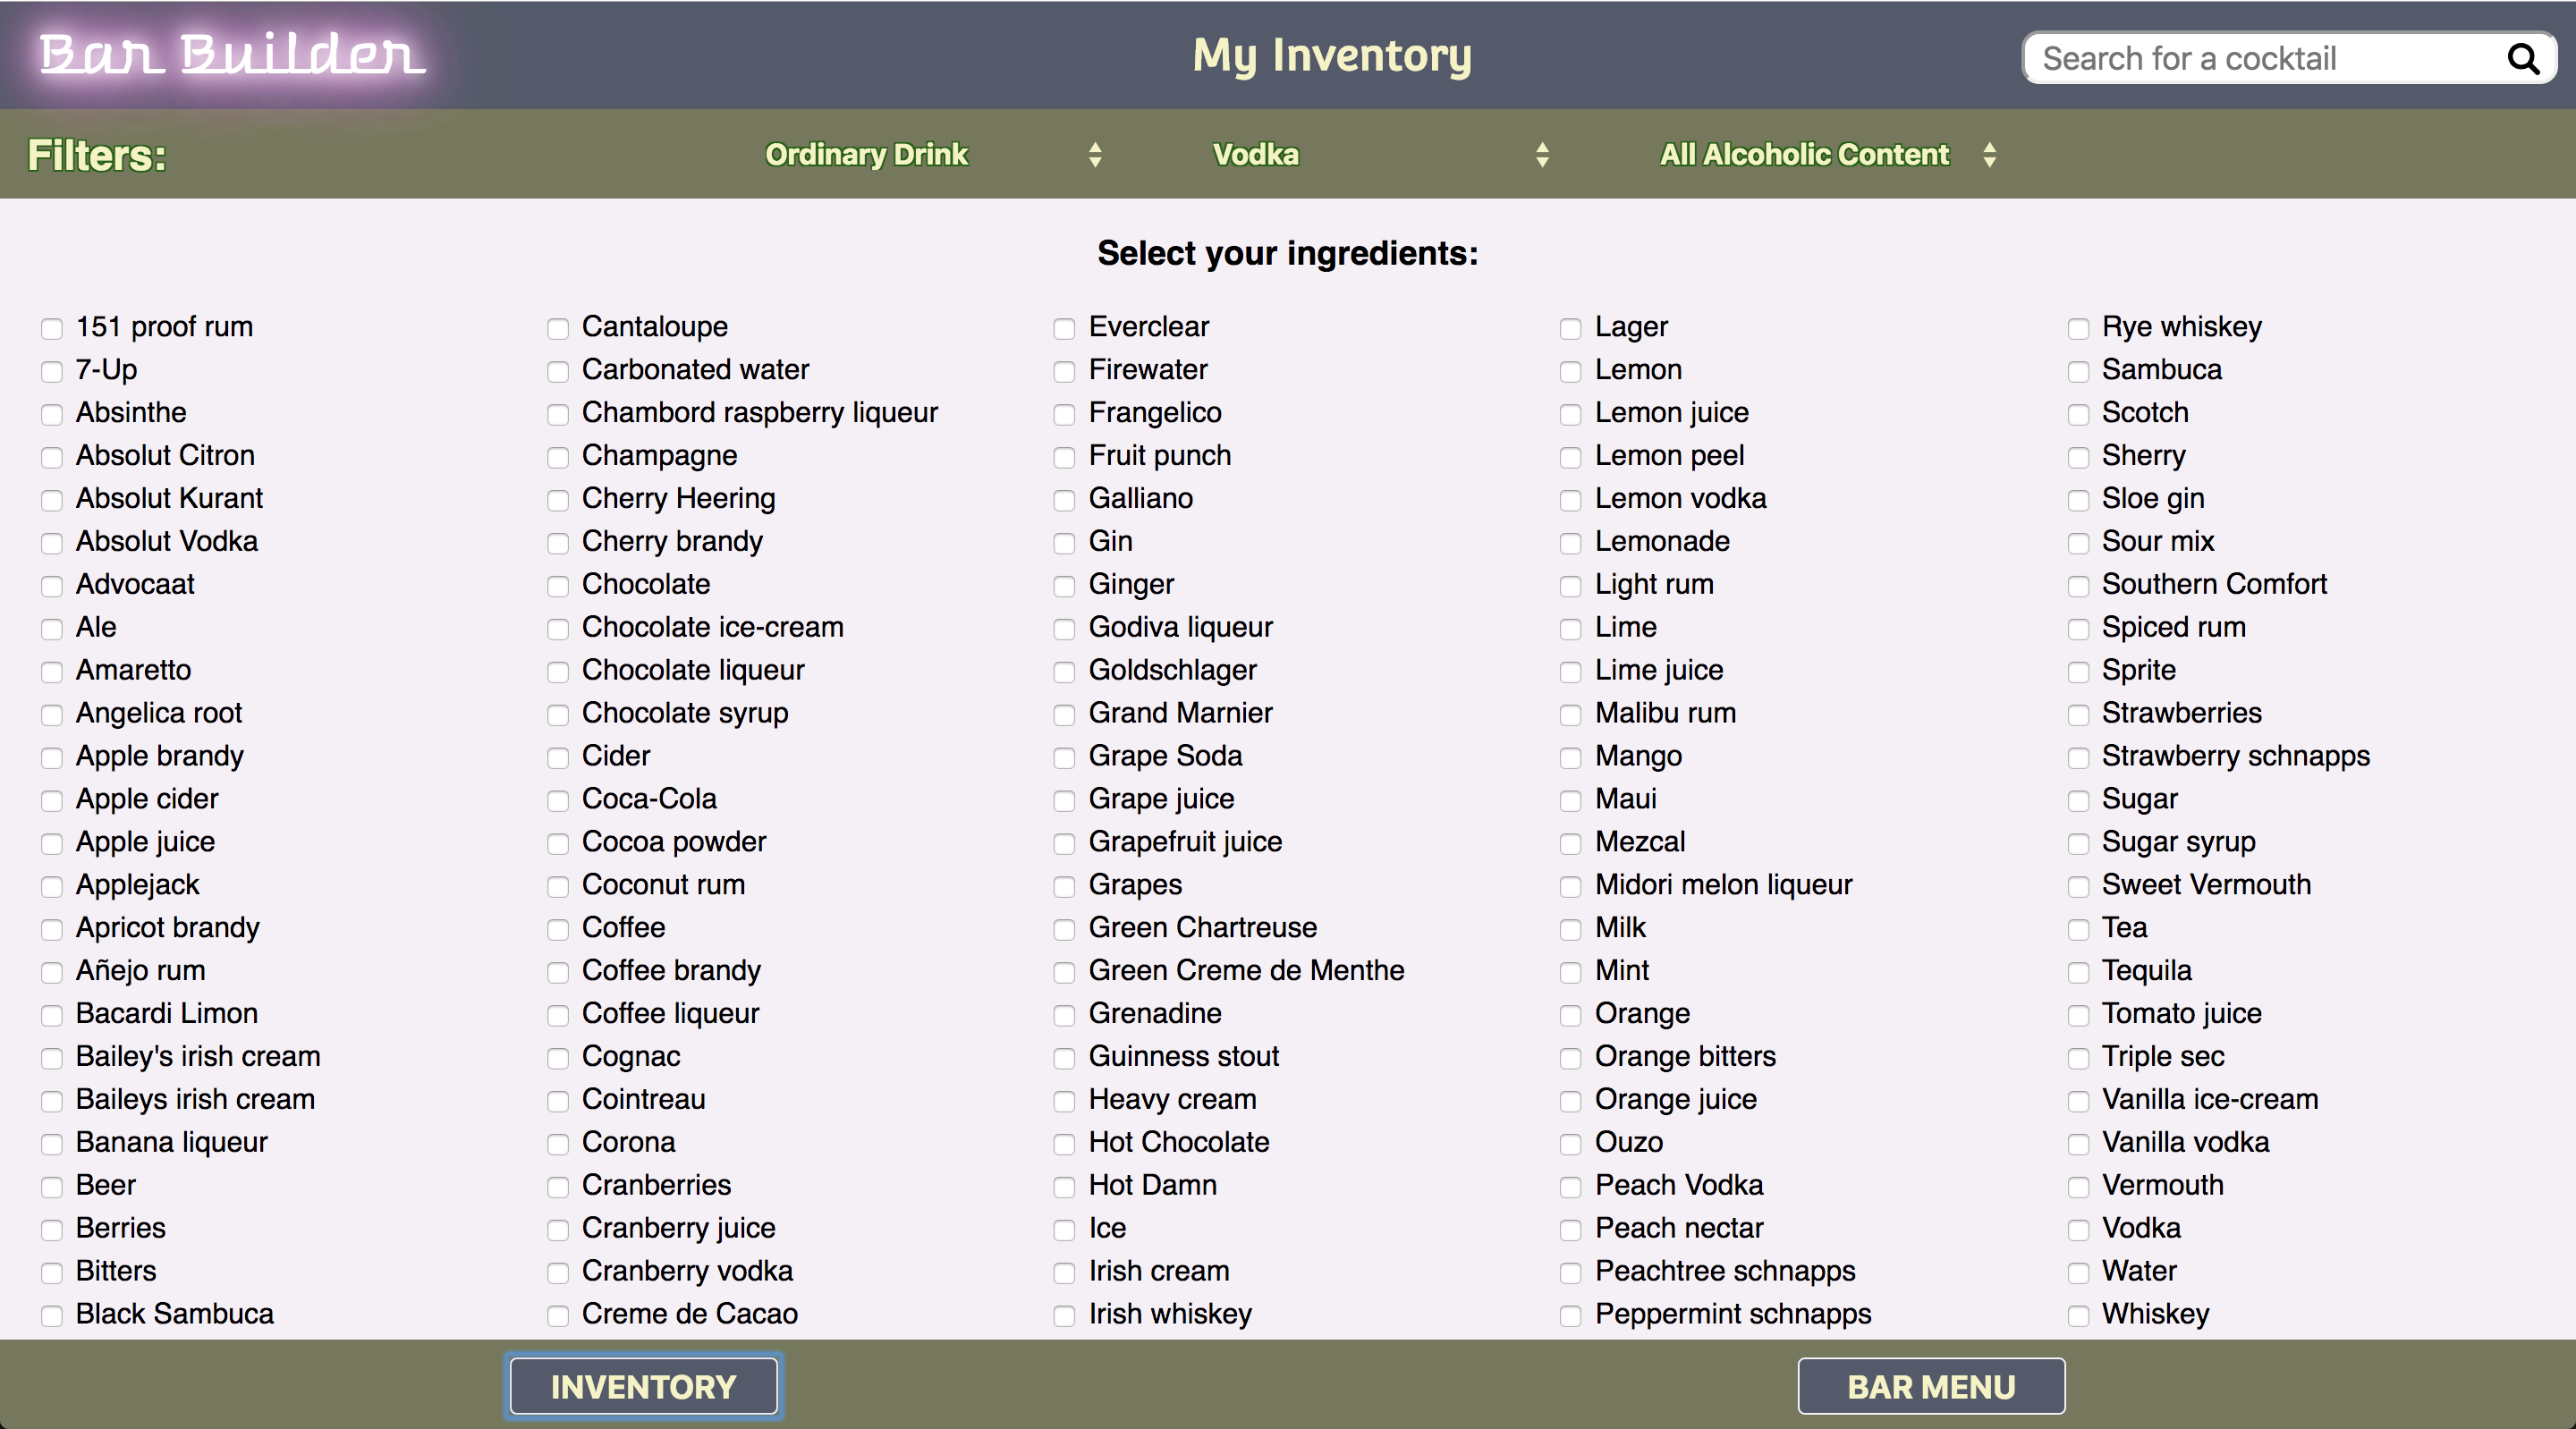 Bar Builder
My Inventory
Search for a cocktail
Filters:
Ordinary Drink
Vodka
All Alcoholic Content
Select your ingredients:
151 proof rum
7-Up
Absinthe
Absolut Citron
Absolut Kurant
Absolut Vodka
Advocaat
Ale
Amaretto
Angelica root
Apple brandy
Apple cider
Apple juice
Applejack
Apricot brandy
Añejo rum
Bacardi Limon
Bailey's irish cream
Baileys irish cream
Banana liqueur
Beer
Berries
Bitters
Black Sambuca
Cantaloupe
Carbonated water
Chambord raspberry liqueur
Champagne
Cherry Heering
Cherry brandy
Chocolate
Chocolate ice-cream
Chocolate liqueur
Chocolate syrup
Cider
Coca-Cola
Cocoa powder
Coconut rum
Coffee
Coffee brandy
Coffee liqueur
Cognac
Cointreau
Corona
Cranberries
Cranberry juice
Cranberry vodka
Creme de Cacao
Everclear
Firewater
Frangelico
Fruit punch
Galliano
Gin
Ginger
Godiva liqueur
Goldschlager
Grand Marnier
Grape Soda
Grape juice
Grapefruit juice
Grapes
Green Chartreuse
Green Creme de Menthe
Grenadine
Guinness stout
Heavy cream
Hot Chocolate
Hot Damn
Ice
Irish cream
Irish whiskey
Lager
Lemon
Lemon juice
Lemon peel
Lemon vodka
Lemonade
Light rum
Lime
Lime juice
Malibu rum
Mango
Maui
Mezcal
Midori melon liqueur
Milk
Mint
Orange
Orange bitters
Orange juice
Ouzo
Peach Vodka
Peach nectar
Peachtree schnapps
Peppermint schnapps
Rye whiskey
Sambuca
Scotch
Sherry
Sloe gin
Sour mix
Southern Comfort
Spiced rum
Sprite
Strawberries
Strawberry schnapps
Sugar
Sugar syrup
Sweet Vermouth
Tea
Tequila
Tomato juice
Triple sec
Vanilla ice-cream
Vanilla vodka
Vermouth
Vodka
Water
Whiskey
INVENTORY
BAR MENU